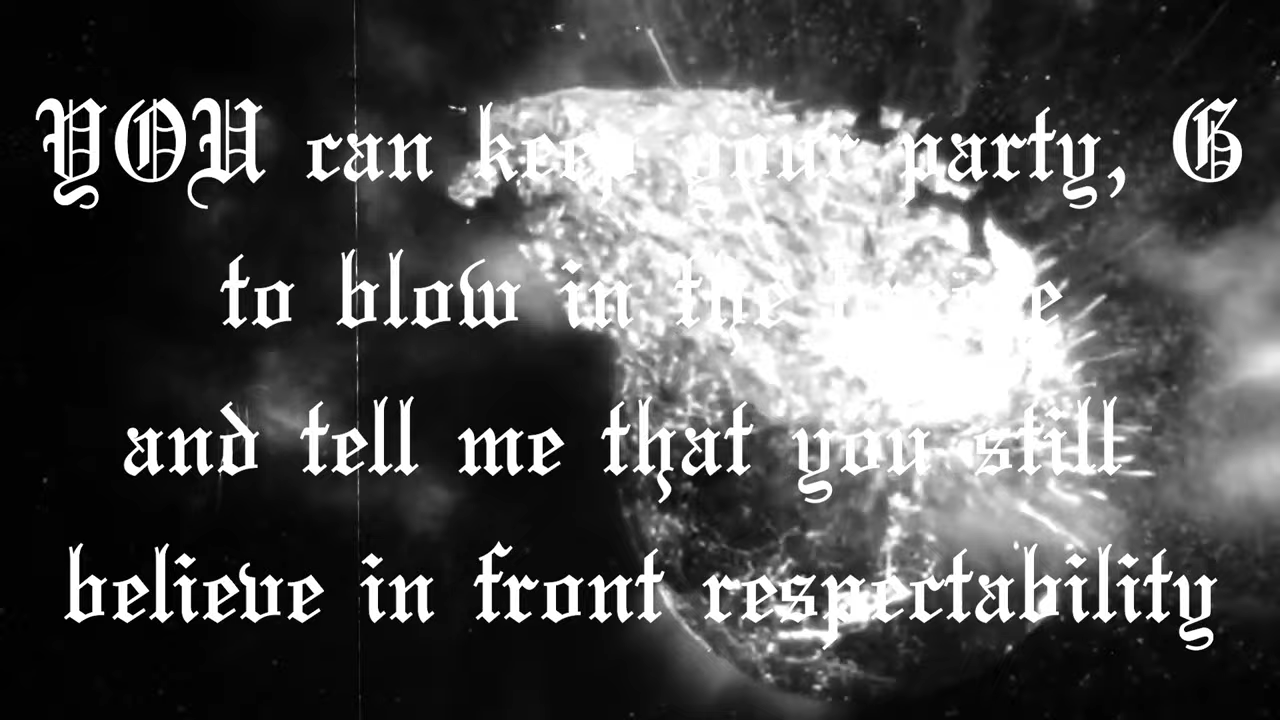 YOU can keep your party, G
to blow in the breeze
and tell me that you still
believe in front respectability